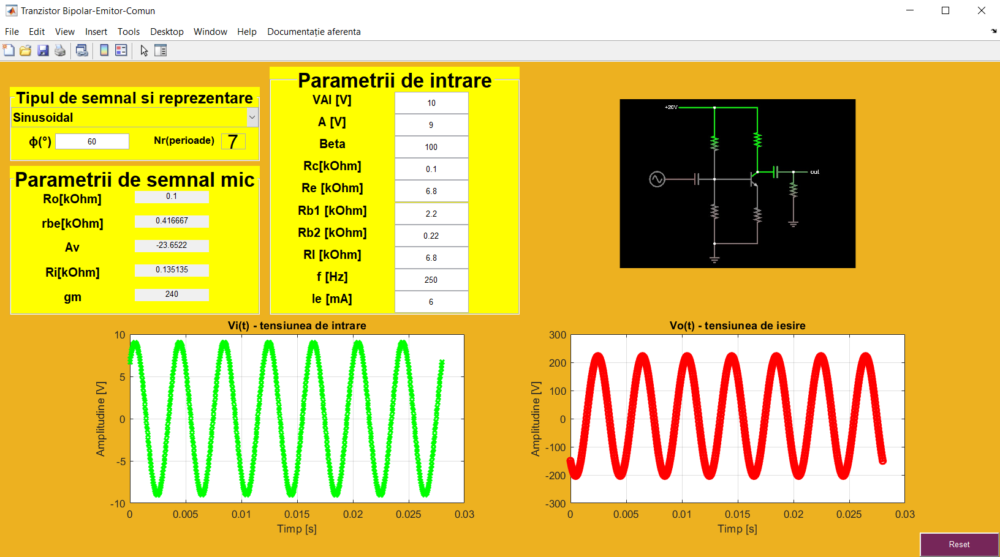 Tranzistor Bipolar-Emitor-Comun
File Edit View Insert Tools Desktop Window Help Documentație aferenta
Tipul de semnal si reprezentare
Sinusoidal
ϕ(°) 60 Nr(perioade) 7
Parametrii de semnal mic
Ro[kOhm] 0.1
rbe[kOhm] 0.416667
Av -23.6522
Ri[kOhm] 0.135135
gm 240
Parametrii de intrare
VAl [V] 10
A [V] 9
Beta 100
Rc[kOhm] 0.1
Re [kOhm] 6.8
Rb1 [kOhm] 2.2
Rb2 [kOhm] 0.22
Rl [kOhm] 6.8
f [Hz] 250
Ie [mA] 6
+20V
out
Vi(t) - tensiunea de intrare
Amplitudine [V]
10
5
0
-5
-10
0 0.005 0.01 0.015 0.02 0.025 0.03
Timp [s]
Vo(t) - tensiunea de iesire
Amplitudine [V]
300
200
100
0
-100
-200
-300
0 0.005 0.01 0.015 0.02 0.025 0.03
Timp [s]
Reset